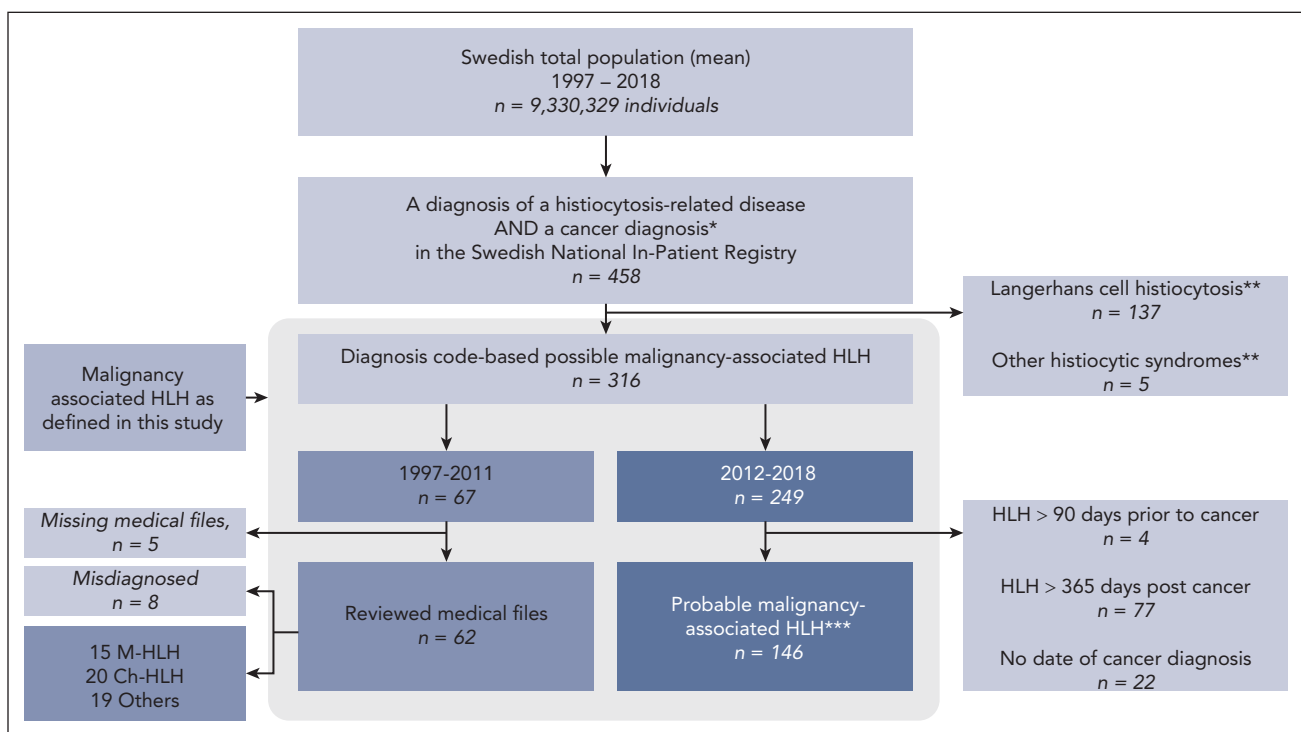 Swedish total population (mean)
1997 – 2018
n = 9,330,329 individuals
A diagnosis of a histiocytosis-related disease
AND a cancer diagnosis*
in the Swedish National In-Patient Registry
n = 458
Langerhans cell histiocytosis**
n = 137
Other histiocytic syndromes**
n = 5
Diagnosis code-based possible malignancy-associated HLH
n = 316
Malignancy
associated HLH as
defined in this study
1997-2011
n = 67
2012-2018
n = 249
Missing medical files,
n = 5
Misdiagnosed
n = 8
15 M-HLH
20 Ch-HLH
19 Others
Reviewed medical files
n = 62
Probable malignancy-
associated HLH***
n = 146
HLH > 90 days prior to cancer
n = 4
HLH > 365 days post cancer
n = 77
No date of cancer diagnosis
n = 22